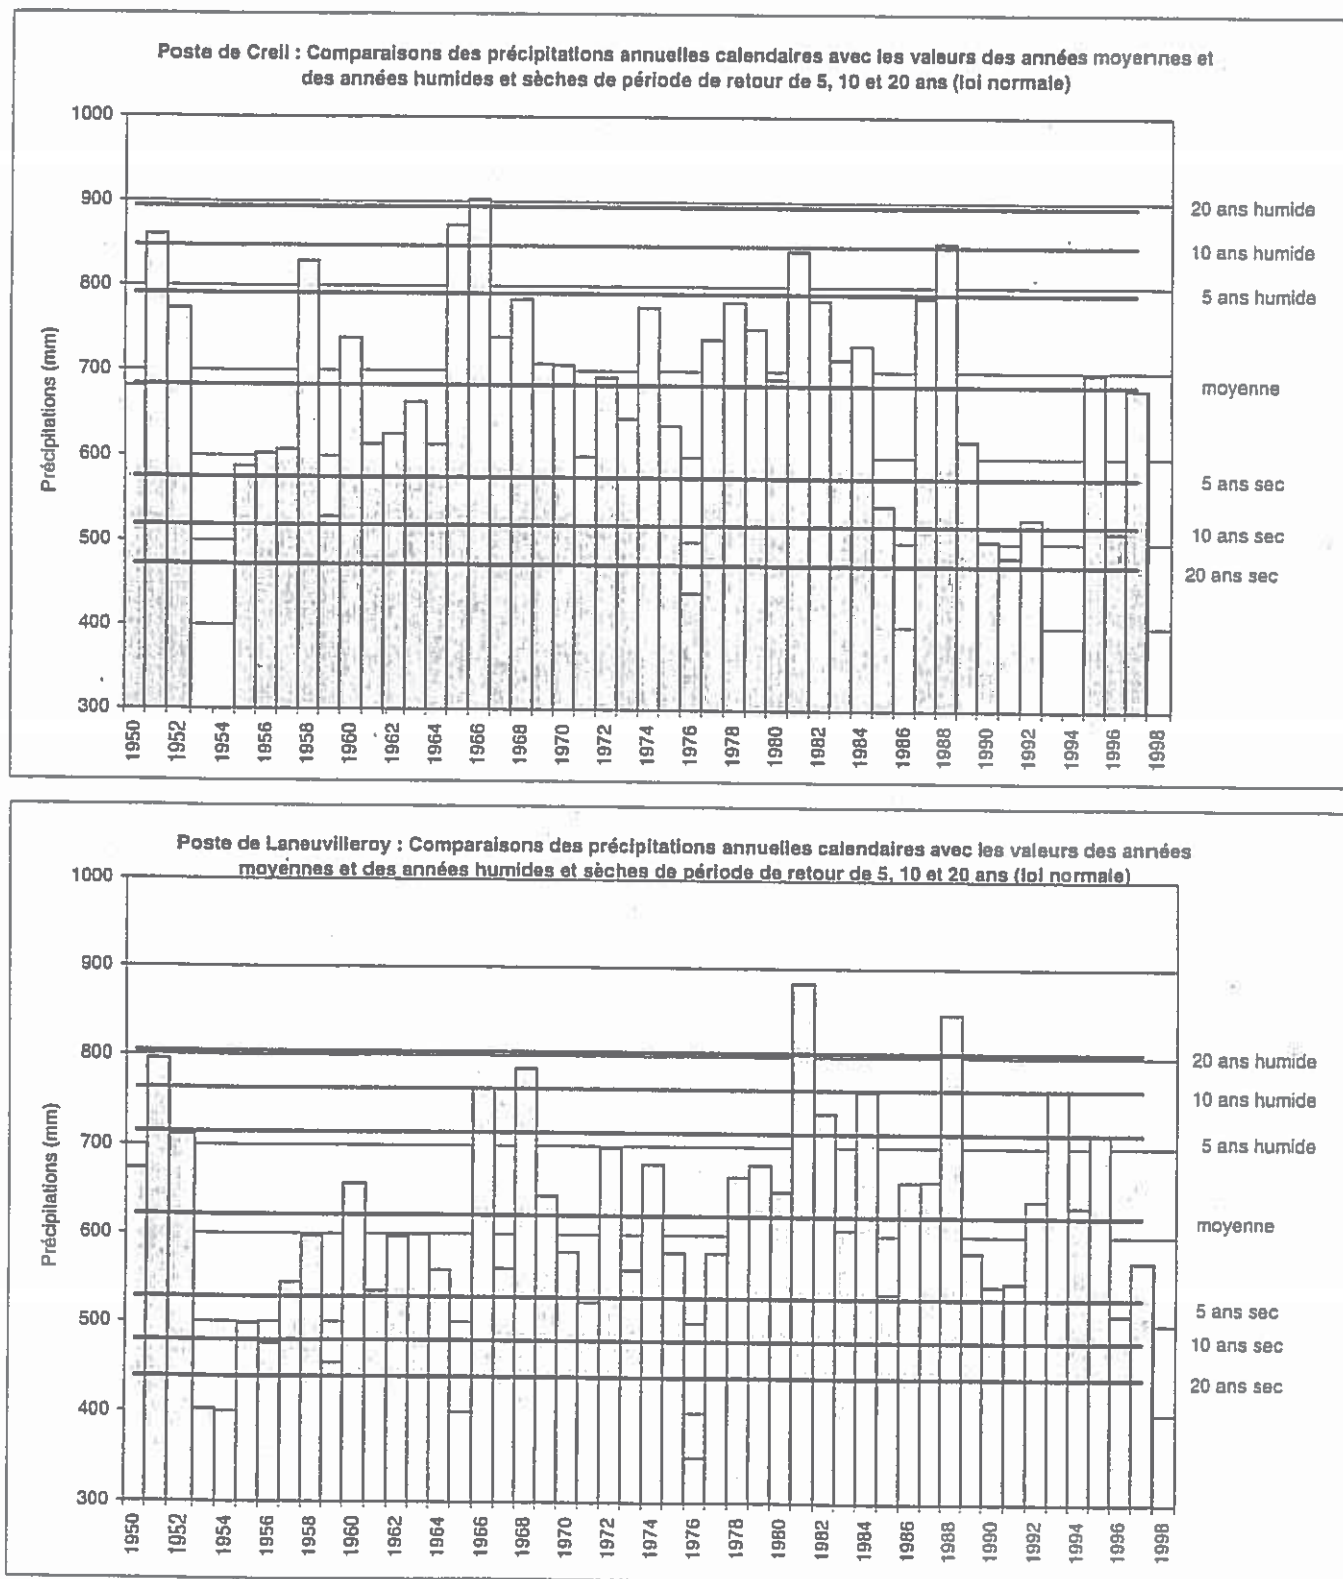 Poste de Creil : Comparaisons des précipitations annuelles calendaires avec les valeurs des années moyennes et
des années humides et sèches de période de retour de 5, 10 et 20 ans (loi normale)
Précipitations (mm)
1000
900
800
700
600
500
400
300
20 ans humide
10 ans humide
5 ans humide
moyenne
5 ans sec
10 ans sec
20 ans sec
1950 1952 1954 1956 1958 1960 1962 1964 1966 1968 1970 1972 1974 1976 1978 1980 1982 1984 1986 1988 1990 1992 1994 1996 1998
Poste de Laneuvilleroy : Comparaisons des précipitations annuelles calendaires avec les valeurs des années
moyennes et des années humides et sèches de période de retour de 5, 10 et 20 ans (loi normale)
Précipitations (mm)
1000
900
800
700
600
500
400
300
20 ans humide
10 ans humide
5 ans humide
moyenne
5 ans sec
10 ans sec
20 ans sec
1950 1952 1954 1956 1958 1960 1962 1964 1966 1968 1970 1972 1974 1976 1978 1980 1982 1984 1986 1988 1990 1992 1994 1996 1998